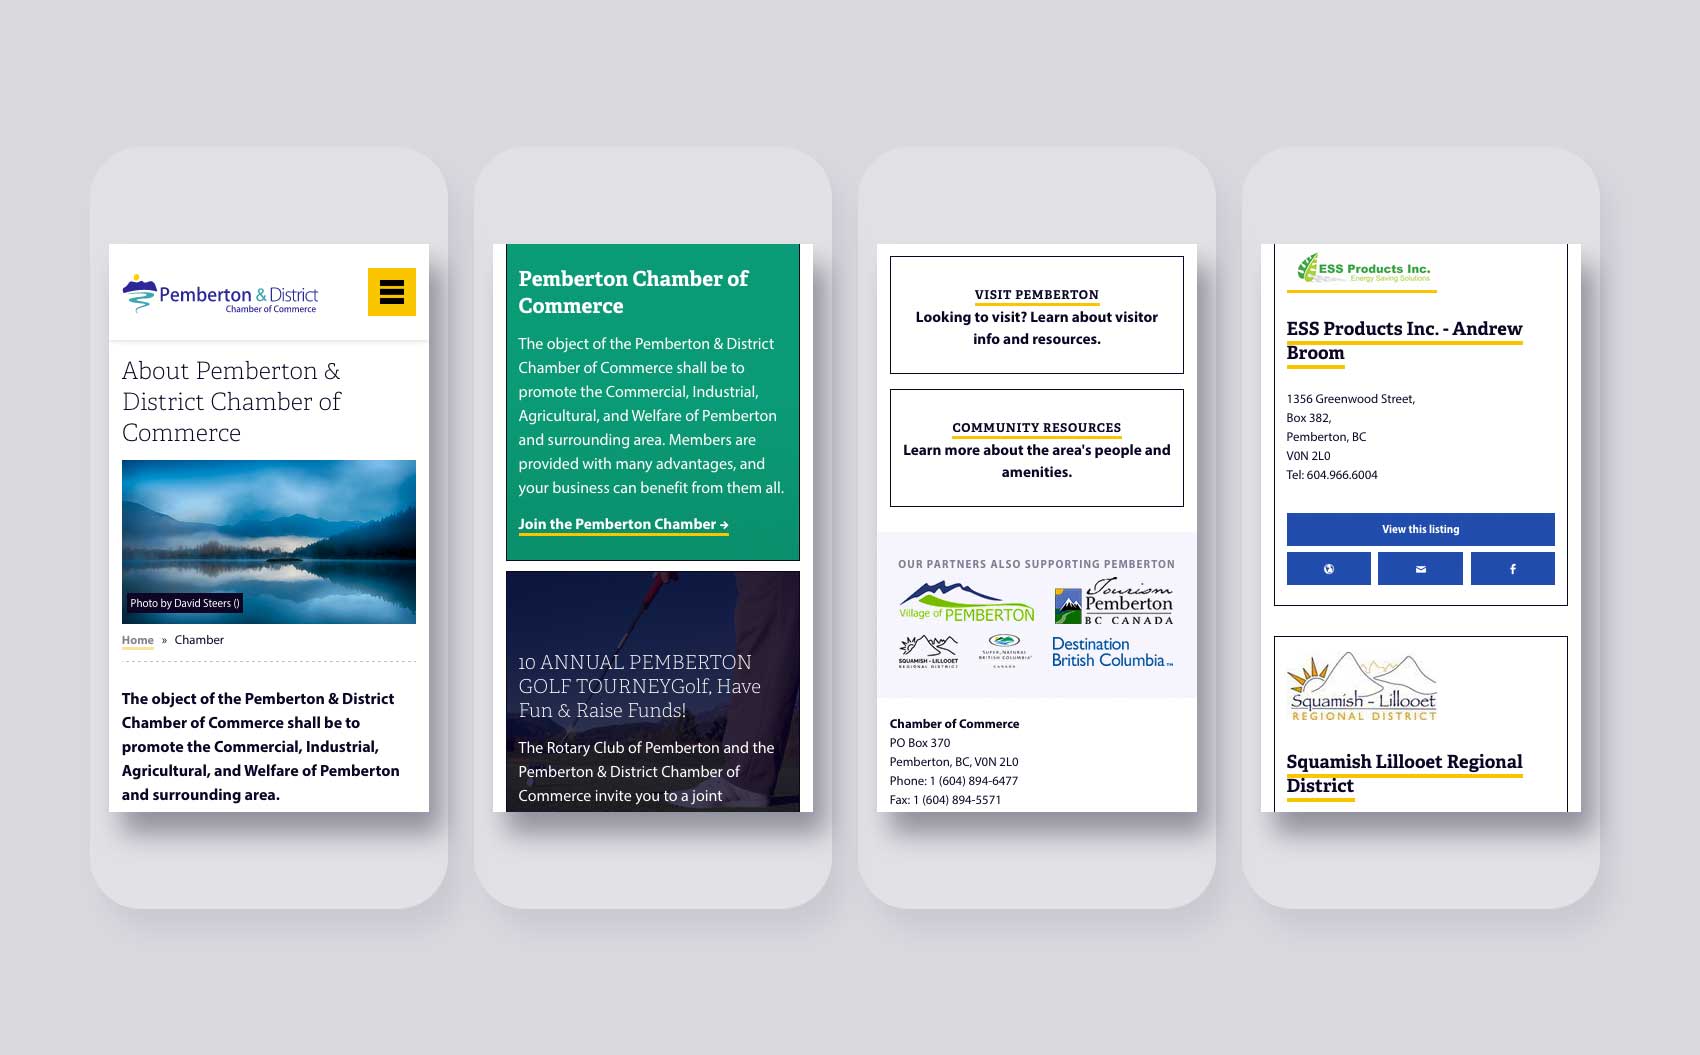 Pemberton & District
Chamber of Commerce
About Pemberton &
District Chamber of
Commerce
Photo by David Steers ()
Home » Chamber
The object of the Pemberton & District
Chamber of Commerce shall be to
promote the Commercial, Industrial,
Agricultural, and Welfare of Pemberton
and surrounding area.
Pemberton Chamber of
Commerce
The object of the Pemberton & District
Chamber of Commerce shall be to
promote the Commercial, Industrial,
Agricultural, and Welfare of Pemberton
and surrounding area. Members are
provided with many advantages, and
your business can benefit from them all.
Join the Pemberton Chamber →
10 ANNUAL PEMBERTON
GOLF TOURNEYGolf, Have
Fun & Raise Funds!
The Rotary Club of Pemberton and the
Pemberton & District Chamber of
Commerce invite you to a joint
VISIT PEMBERTON
Looking to visit? Learn about visitor
info and resources.
COMMUNITY RESOURCES
Learn more about the area's people and
amenities.
OUR PARTNERS ALSO SUPPORTING PEMBERTON
Village of PEMBERTON
Tourism
Pemberton
BC CANADA
SQUAMISH - LILLOOET
REGIONAL DISTRICT
SUPER, NATURAL
BRITISH COLUMBIA
CANADA
Destination
British Columbia™
Chamber of Commerce
PO Box 370
Pemberton, BC, V0N 2L0
Phone: 1 (604) 894-6477
Fax: 1 (604) 894-5571
ESS Products Inc.
Energy Saving Solutions
ESS Products Inc. - Andrew
Broom
1356 Greenwood Street,
Box 382,
Pemberton, BC
V0N 2L0
Tel: 604.966.6004
View this listing
Squamish - Lillooet
REGIONAL DISTRICT
Squamish Lillooet Regional
District